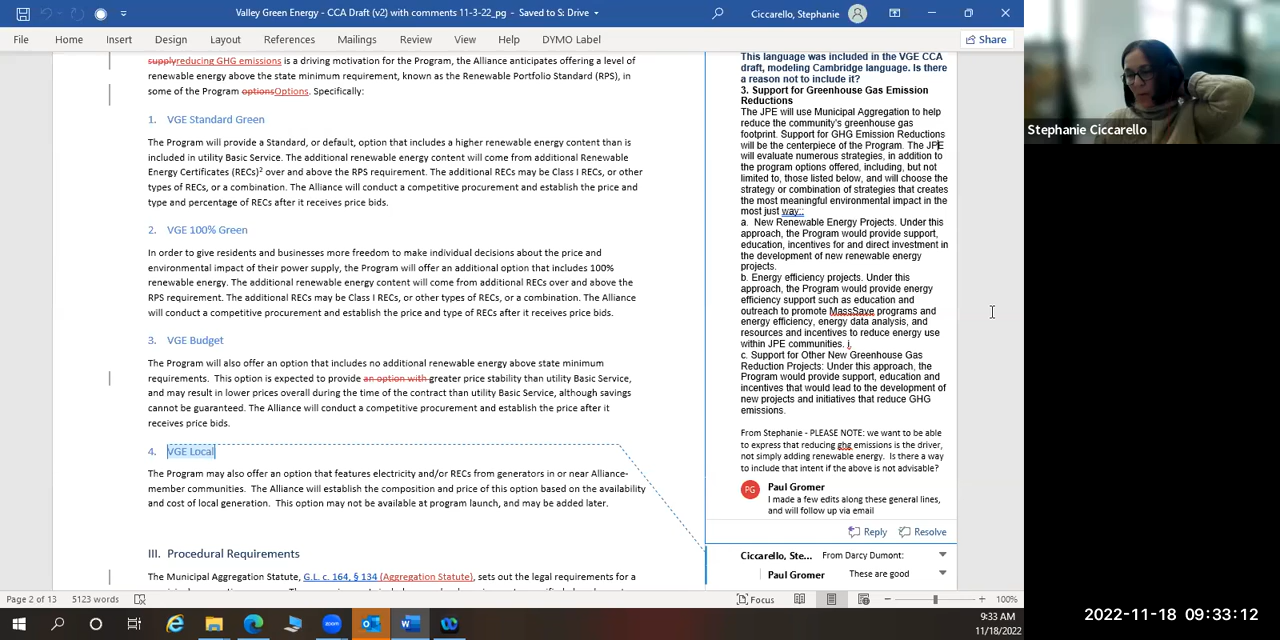 Valley Green Energy - CCA Draft (v2) with comments 11-3-22_pg - Saved to S: Drive
Ciccarello, Stephanie
File Home Insert Design Layout References Mailings Review View Help DYMO Label
Share
supplyreducing GHG emissions is a driving motivation for the Program, the Alliance anticipates offering a level of
renewable energy above the state minimum requirement, known as the Renewable Portfolio Standard (RPS), in
some of the Program optionsOptions. Specifically:
1. VGE Standard Green
The Program will provide a Standard, or default, option that includes a higher renewable energy content than is
included in utility Basic Service. The additional renewable energy content will come from additional Renewable
Energy Certificates (RECs)2 over and above the RPS requirement. The additional RECs may be Class I RECs, or other
types of RECs, or a combination. The Alliance will conduct a competitive procurement and establish the price and
type and percentage of RECs after it receives price bids.
2. VGE 100% Green
In order to give residents and businesses more freedom to make individual decisions about the price and
environmental impact of their power supply, the Program will offer an additional option that includes 100%
renewable energy. The additional renewable energy content will come from additional RECs over and above the
RPS requirement. The additional RECs may be Class I RECs, or other types of RECs, or a combination. The Alliance
will conduct a competitive procurement and establish the price and type of RECs after it receives price bids.
3. VGE Budget
The Program will also offer an option that includes no additional renewable energy above state minimum
requirements. This option is expected to provide an option with greater price stability than utility Basic Service,
and may result in lower prices overall during the time of the contract than utility Basic Service, although savings
cannot be guaranteed. The Alliance will conduct a competitive procurement and establish the price after it
receives price bids.
4. VGE Local
The Program may also offer an option that features electricity and/or RECs from generators in or near Alliance-
member communities. The Alliance will establish the composition and price of this option based on the availability
and cost of local generation. This option may not be available at program launch, and may be added later.
III. Procedural Requirements
The Municipal Aggregation Statute, G.L. c. 164, § 134 (Aggregation Statute), sets out the legal requirements for a
This language was included in the VGE CCA
draft, modeling Cambridge language. Is there
a reason not to include it?
3. Support for Greenhouse Gas Emission
Reductions
The JPE will use Municipal Aggregation to help
reduce the community's greenhouse gas
footprint. Support for GHG Emission Reductions
will be the centerpiece of the Program. The JPE
will evaluate numerous strategies, in addition to
the program options offered, including, but not
limited to, those listed below, and will choose the
strategy or combination of strategies that creates
the most meaningful environmental impact in the
most just way:;
a. New Renewable Energy Projects. Under this
approach, the Program would provide support,
education, incentives for and direct investment in
the development of new renewable energy
projects.
b. Energy efficiency projects. Under this
approach, the Program would provide energy
efficiency support such as education and
outreach to promote MassSave programs and
energy efficiency, energy data analysis, and
resources and incentives to reduce energy use
within JPE communities. i,
c. Support for Other New Greenhouse Gas
Reduction Projects: Under this approach, the
Program would provide support, education and
incentives that would lead to the development of
new projects and initiatives that reduce GHG
emissions.
From Stephanie - PLEASE NOTE: we want to be able
to express that reducing ghg emissions is the driver,
not simply adding renewable energy. Is there a way
to include that intent if the above is not advisable?
PG Paul Gromer
I made a few edits along these general lines,
and will follow up via email
Reply Resolve
Ciccarello, Ste... From Darcy Dumont:
Paul Gromer These are good
Page 2 of 13 5123 words
Focus
100%
zoom
9:33 AM
11/18/2022
Stephanie Ciccarello
2022-11-18 09:33:12